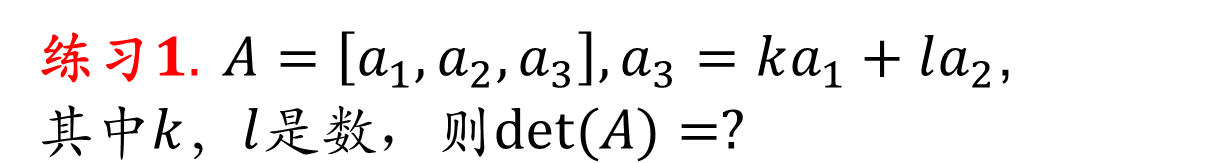 练习1. A = [a₁, a₂, a₃], a₃ = ka₁ + la₂,
其中k, l是数， 则det(A) =?